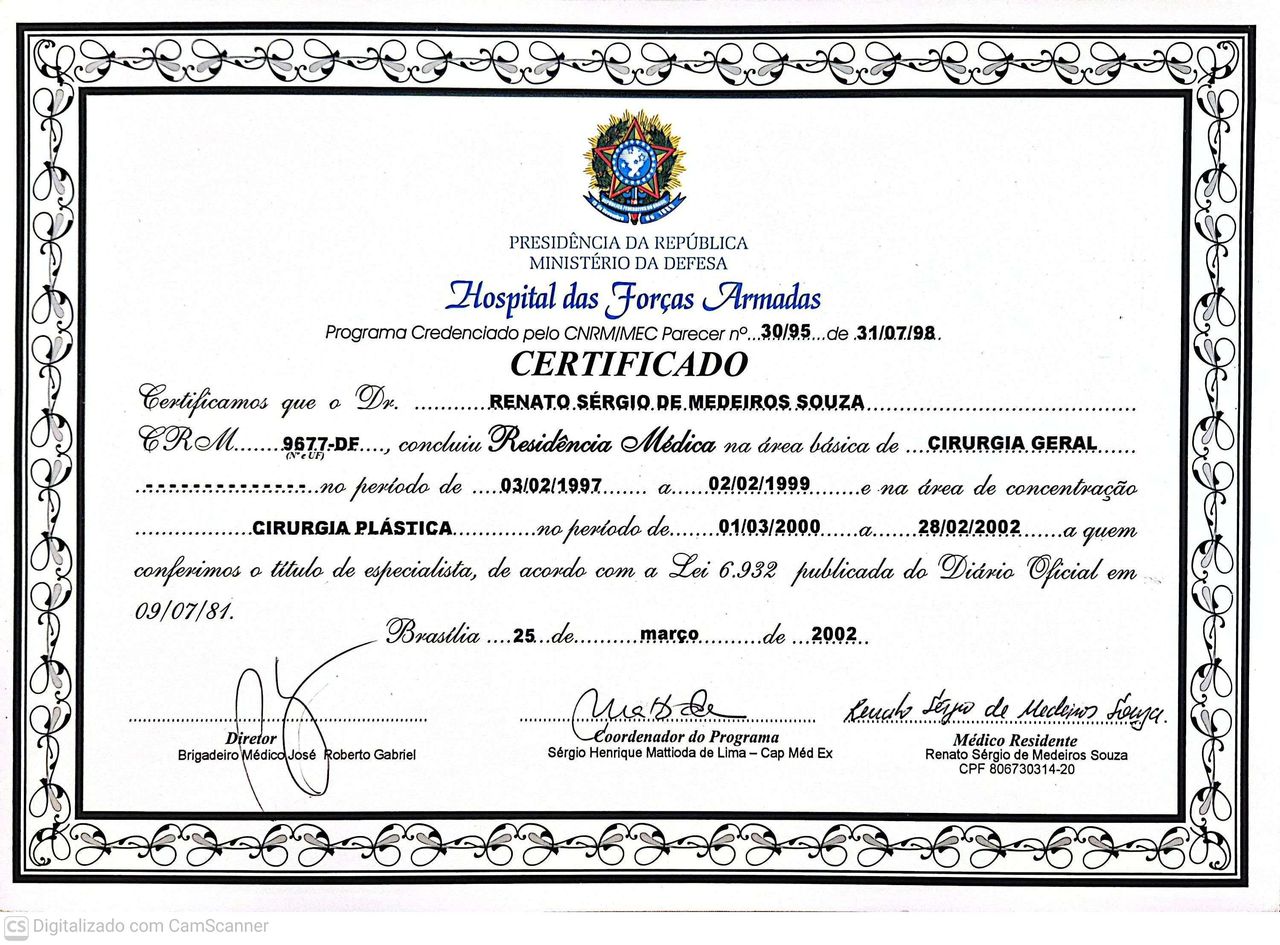 PRESIDÊNCIA DA REPÚBLICA
MINISTÉRIO DA DEFESA
Hospital das Forças Armadas
Programa Credenciado pelo CNRM/MEC Parecer nº...30/95...de .31/07/98.
CERTIFICADO
Certificamos que o Dr. ..........RENATO SÉRGIO DE MEDEIROS SOUZA..........
CRM.......9677-DF...., concluiu Residência Médica na área básica de ...CIRURGIA GERAL.....
(Nº e UF)
.---------------..no período de ....03/02/1997....... a.....02/02/1999.......e na área de concentração
.................CIRURGIA PLÁSTICA.............no período de.......01/03/2000......a.......28/02/2002......a quem
conferimos o título de especialista, de acordo com a Lei 6.932 publicada do Diário Oficial em
09/07/81.
Brasília ....25...de..........março..........de ...2002..
Mattioda
Renato Sérgio de Medeiros Souza.
Diretor
Brigadeiro Médico José Roberto Gabriel
Coordenador do Programa
Sérgio Henrique Mattioda de Lima – Cap Méd Ex
Médico Residente
Renato Sérgio de Medeiros Souza
CPF 806730314-20
CS Digitalizado com CamScanner